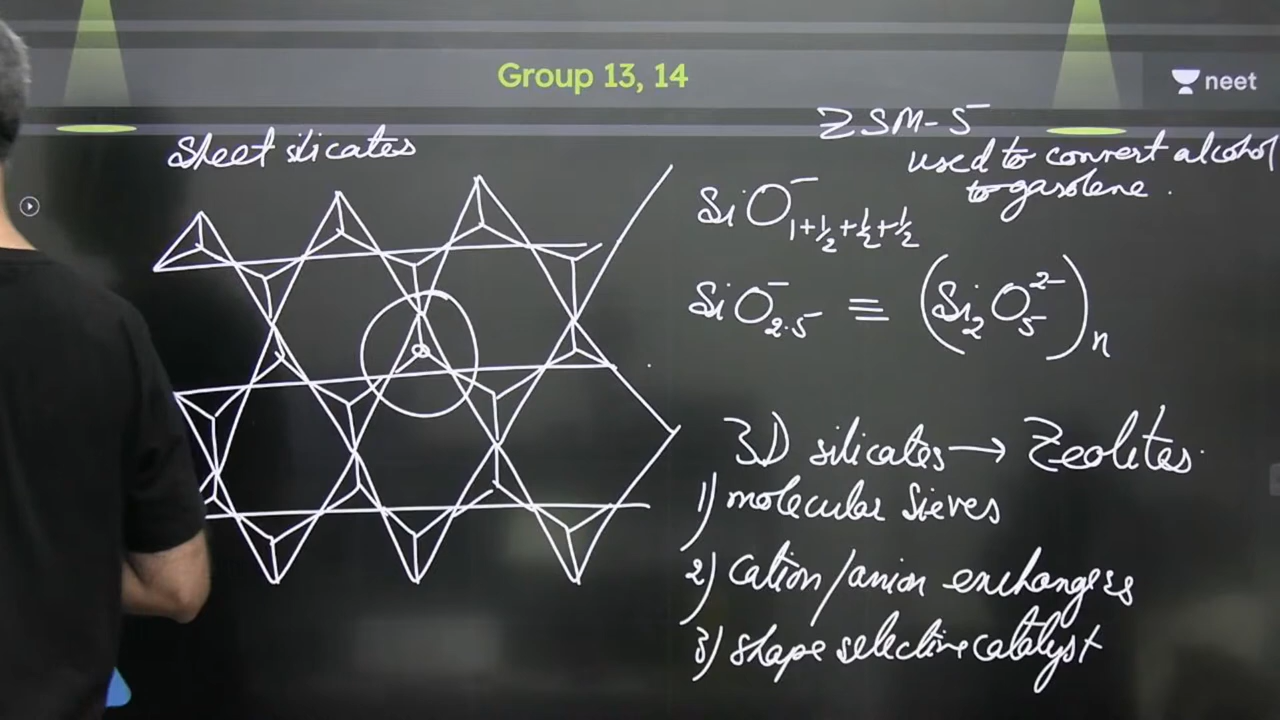 Group 13, 14
neet
Sheet silicates
ZSM-5
used to convert alcohol
to gasolene.
SiO⁻₁₊½₊½₊½
SiO⁻₂.₅ ≡ (Si₂O₅²⁻)ₙ
3D silicates → Zeolites.
1) molecular Sieves
2) cation/anion exchangers
3) shape selective catalyst